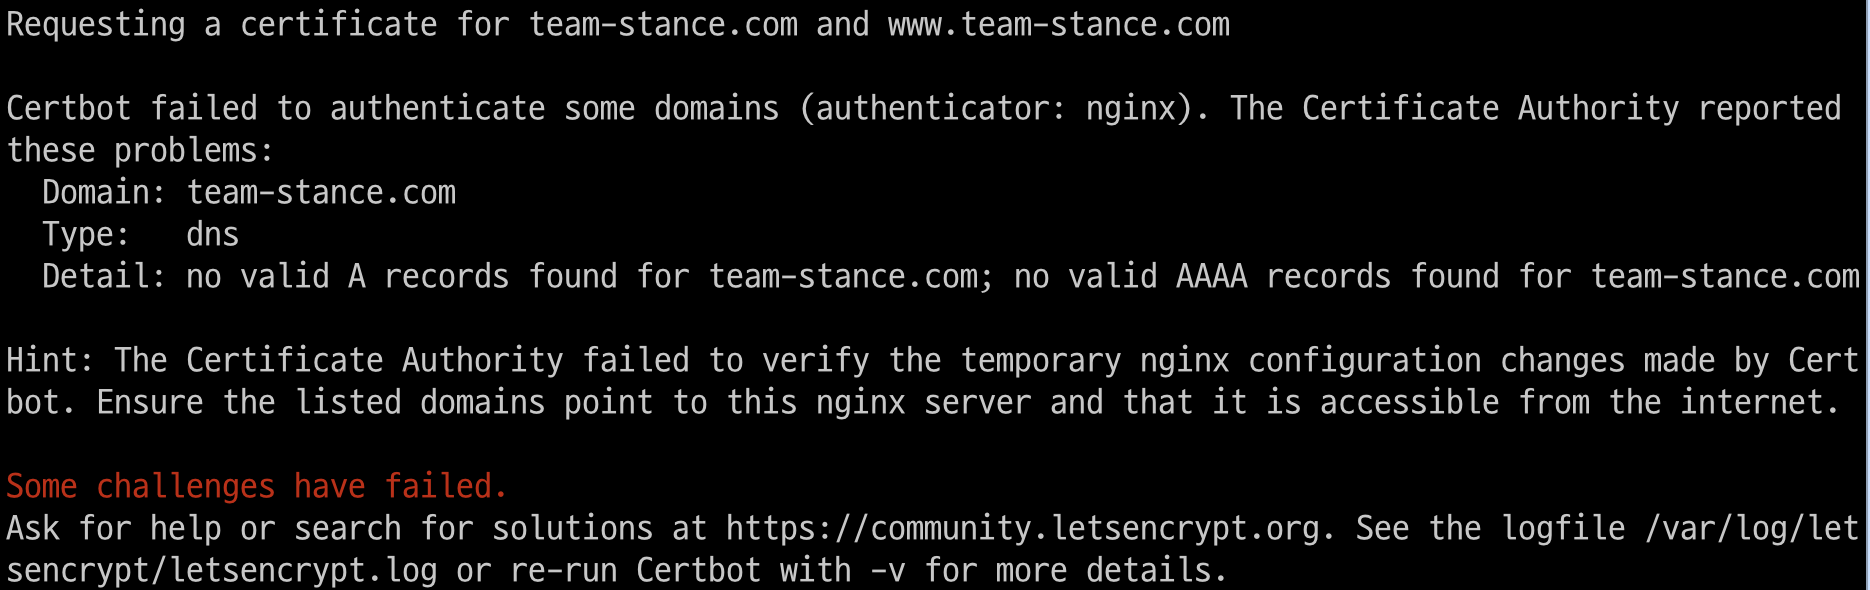 Requesting a certificate for team-stance.com and www.team-stance.com
Certbot failed to authenticate some domains (authenticator: nginx). The Certificate Authority reported
these problems:
Domain: team-stance.com
Type: dns
Detail: no valid A records found for team-stance.com; no valid AAAA records found for team-stance.com
Hint: The Certificate Authority failed to verify the temporary nginx configuration changes made by Cert
bot. Ensure the listed domains point to this nginx server and that it is accessible from the internet.
Some challenges have failed.
Ask for help or search for solutions at https://community.letsencrypt.org. See the logfile /var/log/let
sencrypt/letsencrypt.log or re-run Certbot with -v for more details.